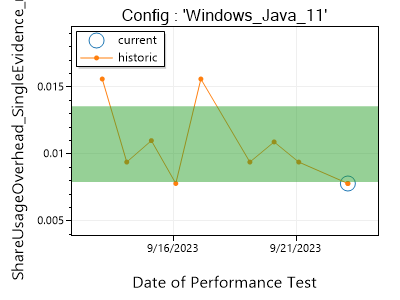 Config : 'Windows_Java_11'
ShareUsageOverhead_SingleEvidence_
current
historic
0.015
0.01
0.005
9/16/2023
9/21/2023
Date of Performance Test